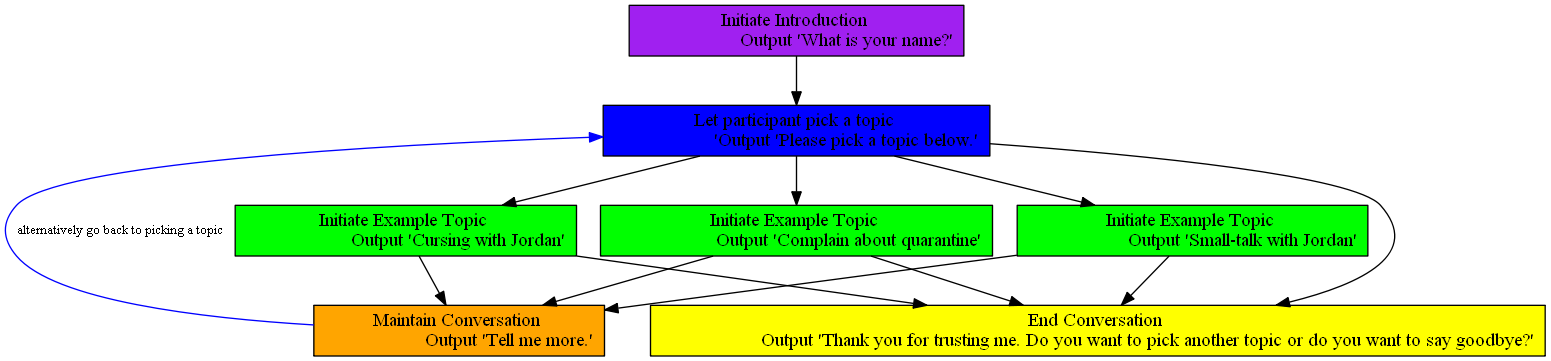 Initiate Introduction
Output 'What is your name?'
Let participant pick a topic
'Output 'Please pick a topic below.'
alternatively go back to picking a topic
Initiate Example Topic
Output 'Cursing with Jordan'
Initiate Example Topic
Output 'Complain about quarantine'
Initiate Example Topic
Output 'Small-talk with Jordan'
Maintain Conversation
Output 'Tell me more.'
End Conversation
Output 'Thank you for trusting me. Do you want to pick another topic or do you want to say goodbye?'